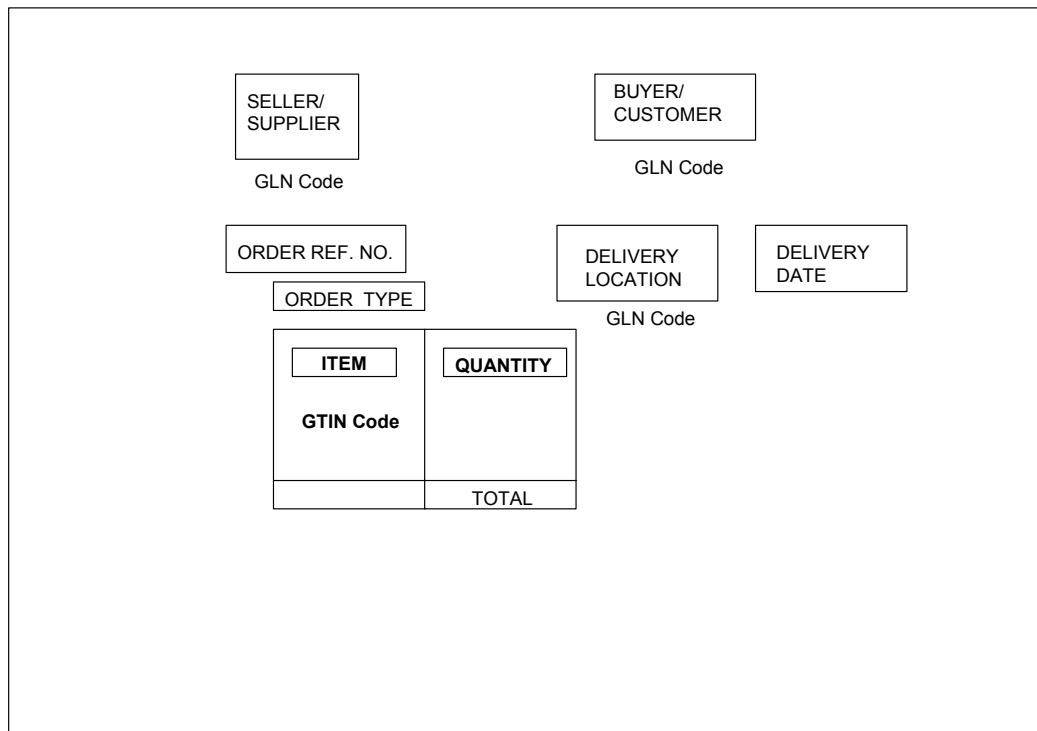 SELLER/
SUPPLIER
GLN Code
BUYER/
CUSTOMER
GLN Code
ORDER REF. NO.
ORDER TYPE
DELIVERY
LOCATION
GLN Code
DELIVERY
DATE
ITEM
QUANTITY
GTIN Code
TOTAL